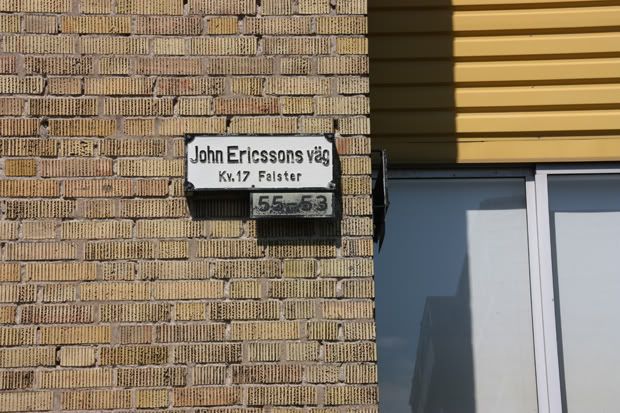 John Ericssons väg
Kv.17 Falster
55 53